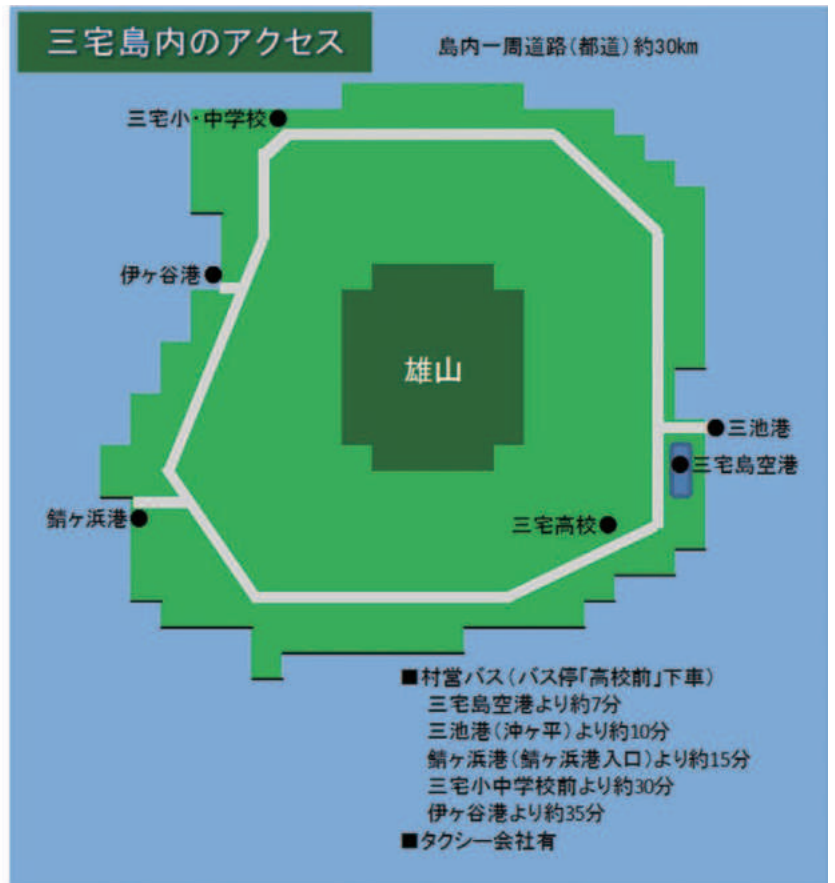 三宅島内のアクセス
島内一周道路(都道)約30km
三宅小・中学校●
伊ヶ谷港●
雄山
●三池港
●三宅島空港
三宅高校●
錆ヶ浜港●
■村営バス(バス停「高校前」下車)
三宅島空港より約7分
三池港(沖ヶ平)より約10分
錆ヶ浜港(錆ヶ浜港入口)より約15分
三宅小中学校前より約30分
伊ヶ谷港より約35分
■タクシー会社有